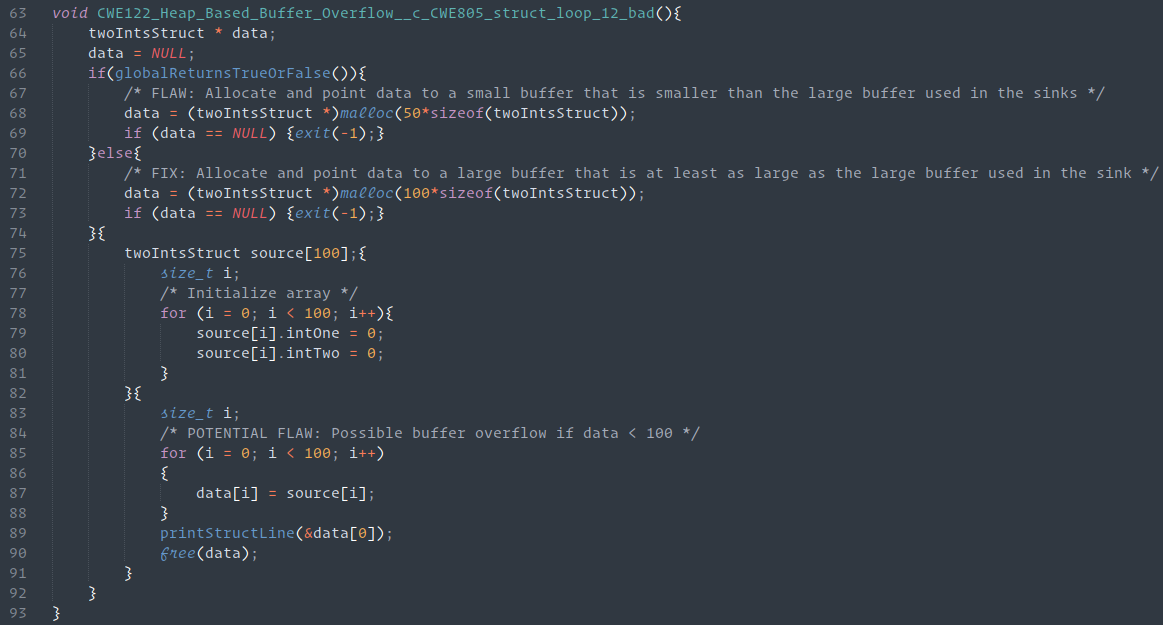 63 void CWE122_Heap_Based_Buffer_Overflow__c_CWE805_struct_loop_12_bad(){
64     twoIntsStruct * data;
65     data = NULL;
66     if(globalReturnsTrueOrFalse()){
67         /* FLAW: Allocate and point data to a small buffer that is smaller than the large buffer used in the sinks */
68         data = (twoIntsStruct *)malloc(50*sizeof(twoIntsStruct));
69         if (data == NULL) {exit(-1);}
70     }else{
71         /* FIX: Allocate and point data to a large buffer that is at least as large as the large buffer used in the sink */
72         data = (twoIntsStruct *)malloc(100*sizeof(twoIntsStruct));
73         if (data == NULL) {exit(-1);}
74     }{
75         twoIntsStruct source[100];{
76             size_t i;
77             /* Initialize array */
78             for (i = 0; i < 100; i++){
79                 source[i].intOne = 0;
80                 source[i].intTwo = 0;
81             }
82         }{
83             size_t i;
84             /* POTENTIAL FLAW: Possible buffer overflow if data < 100 */
85             for (i = 0; i < 100; i++)
86             {
87                 data[i] = source[i];
88             }
89             printStructLine(&data[0]);
90             free(data);
91         }
92     }
93 }